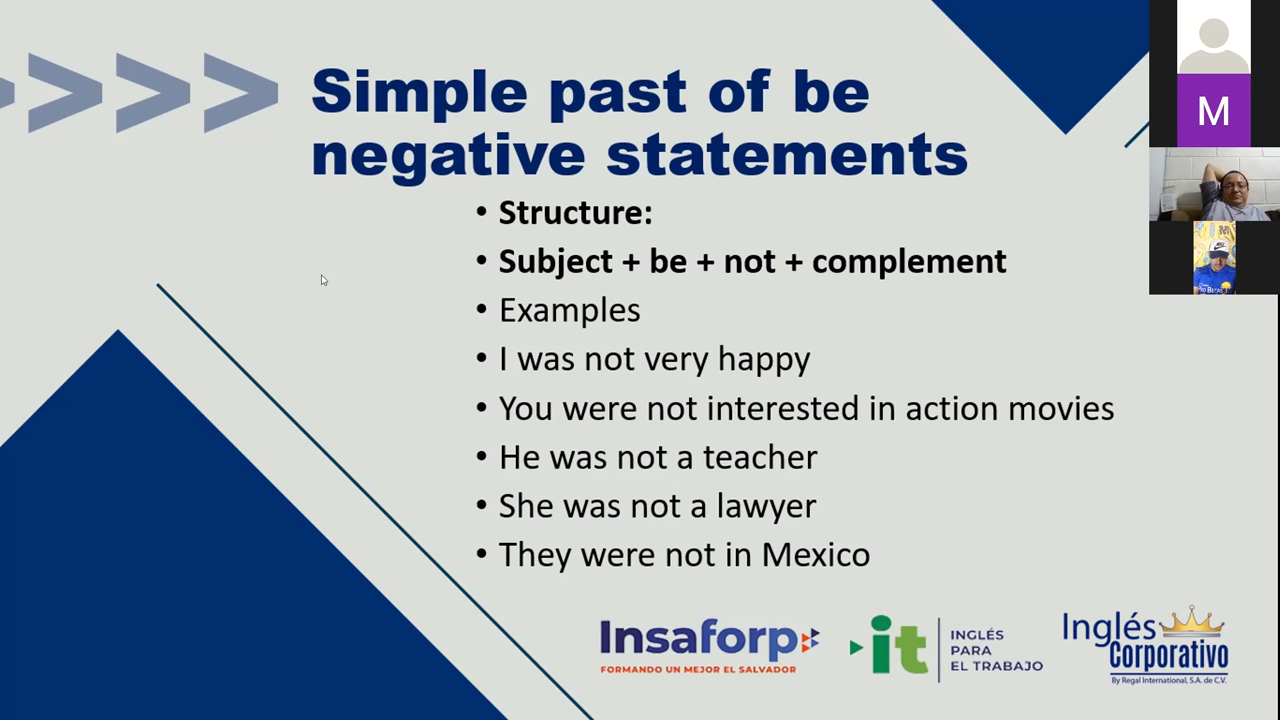 Simple past of be
negative statements
• Structure:
• Subject + be + not + complement
• Examples
• I was not very happy
• You were not interested in action movies
• He was not a teacher
• She was not a lawyer
• They were not in Mexico
M
Insaforp
FORMANDO UN MEJOR EL SALVADOR
it
INGLÉS
PARA
EL TRABAJO
Inglés
Corporativo
By Regal International, S.A. de C.V.